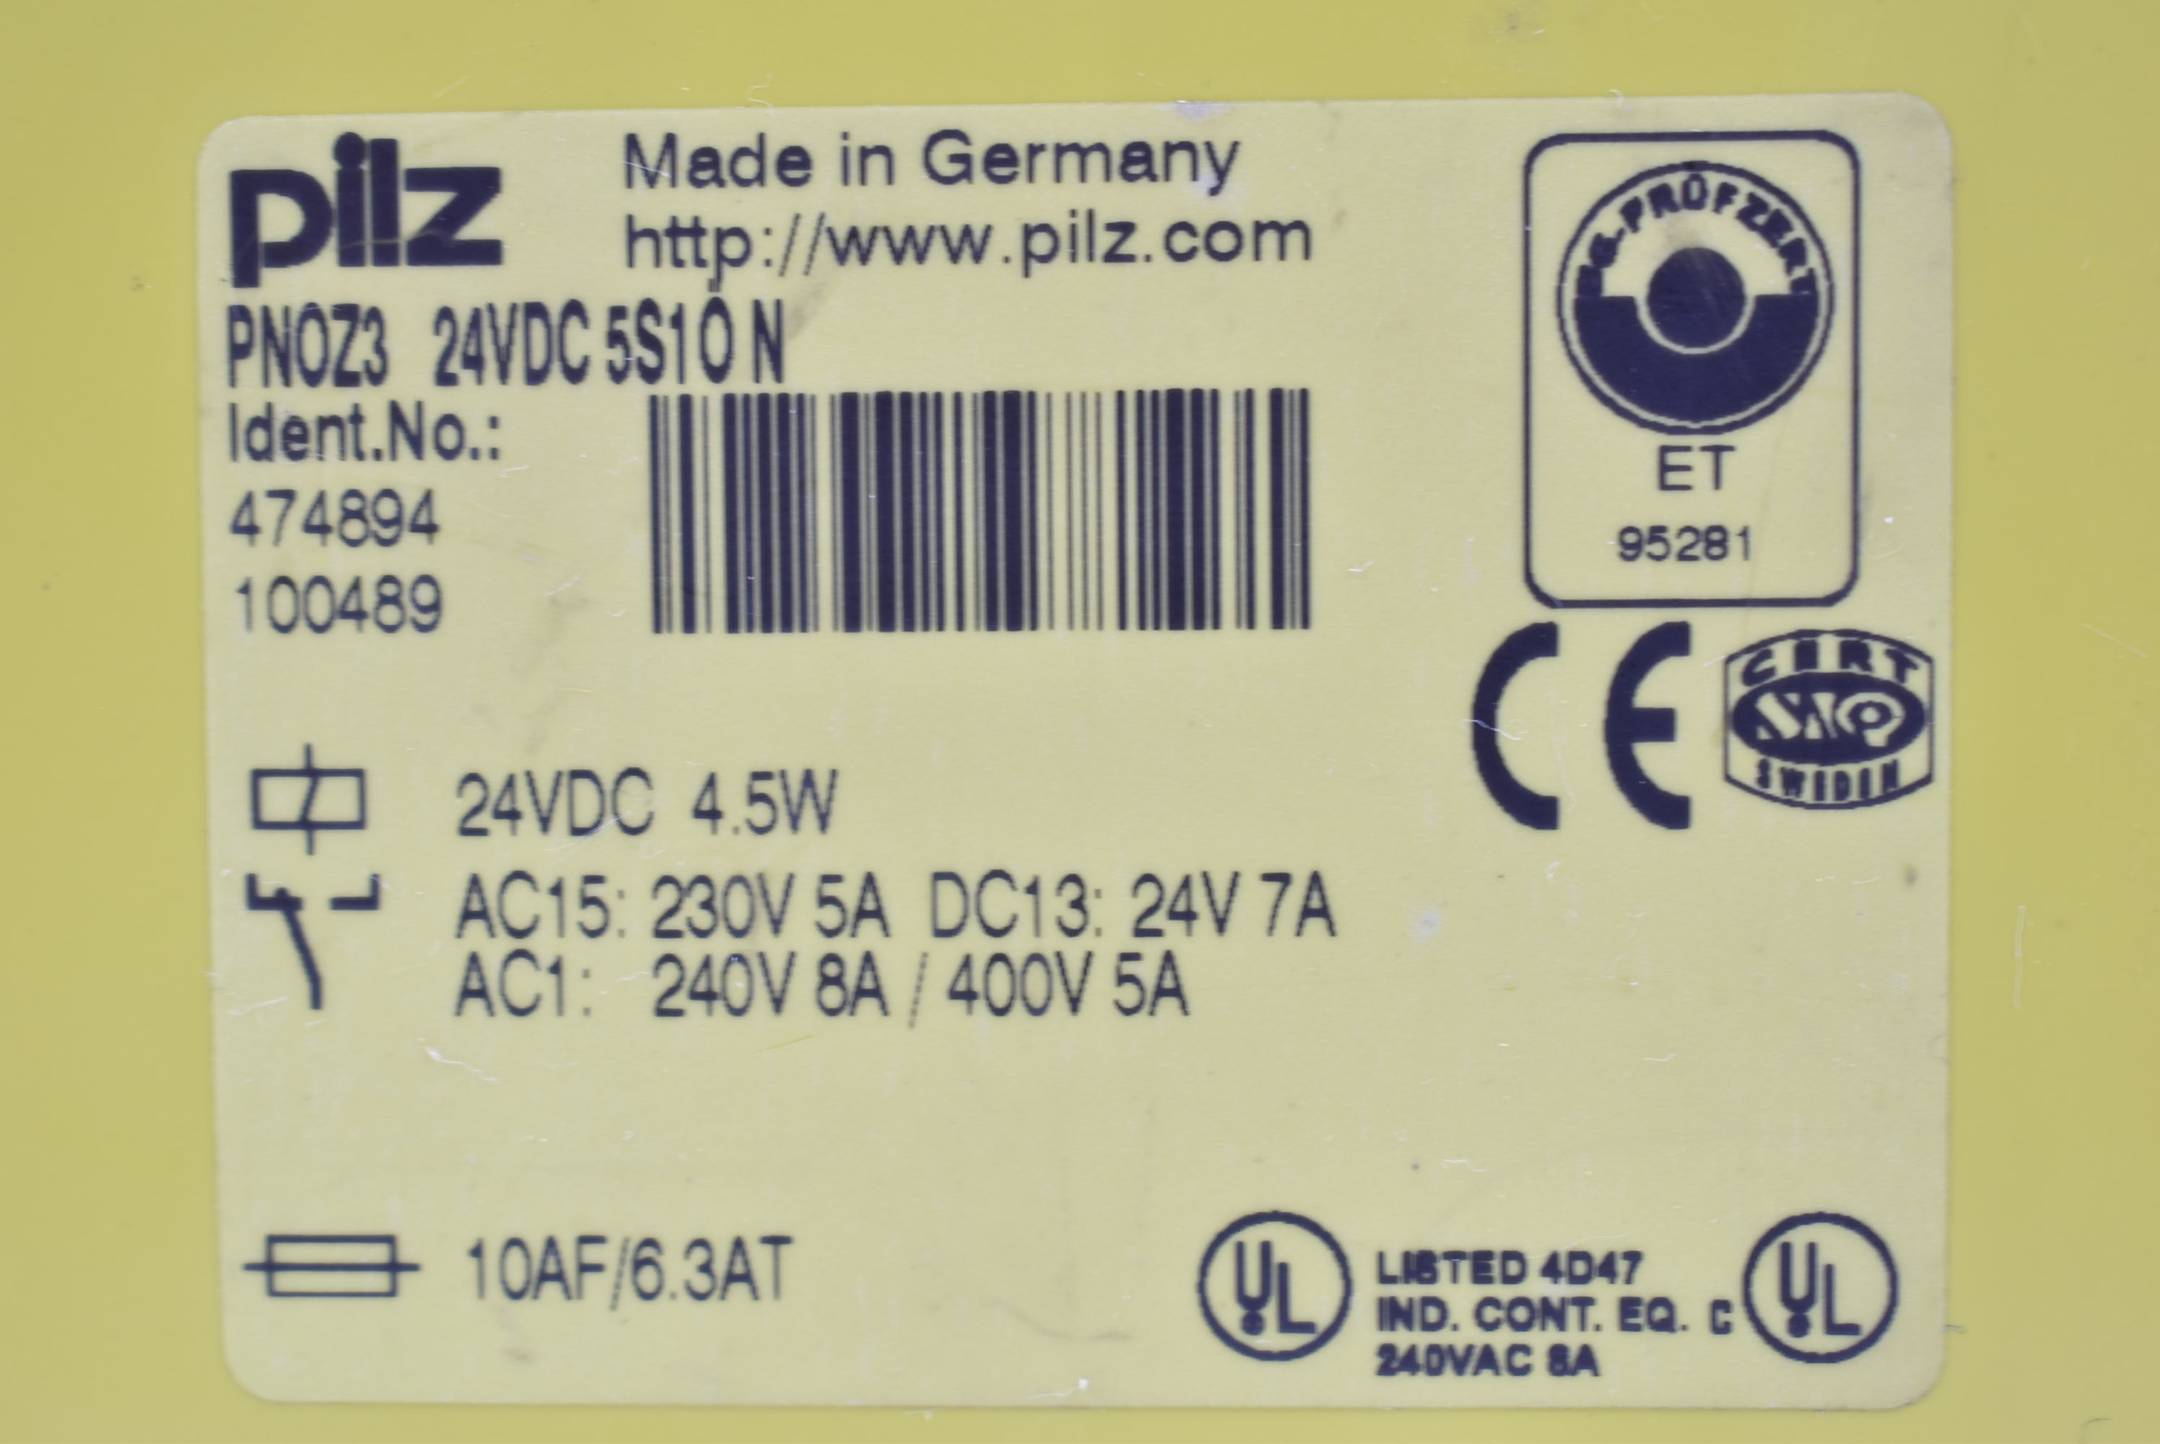 pilz
Made in Germany
http://www.pilz.com
PNOZ3 24VDC 5S1Ö N
Ident.No.:
474894
100489
EG-PRÜFZERT
ET
95281
CE
CERT
SWEDEN
24VDC 4.5W
AC15: 230V 5A DC13: 24V 7A
AC1: 240V 8A / 400V 5A
10AF/6.3AT
UL
LISTED 4D47
IND. CONT. EQ.
240VAC 8A
C UL